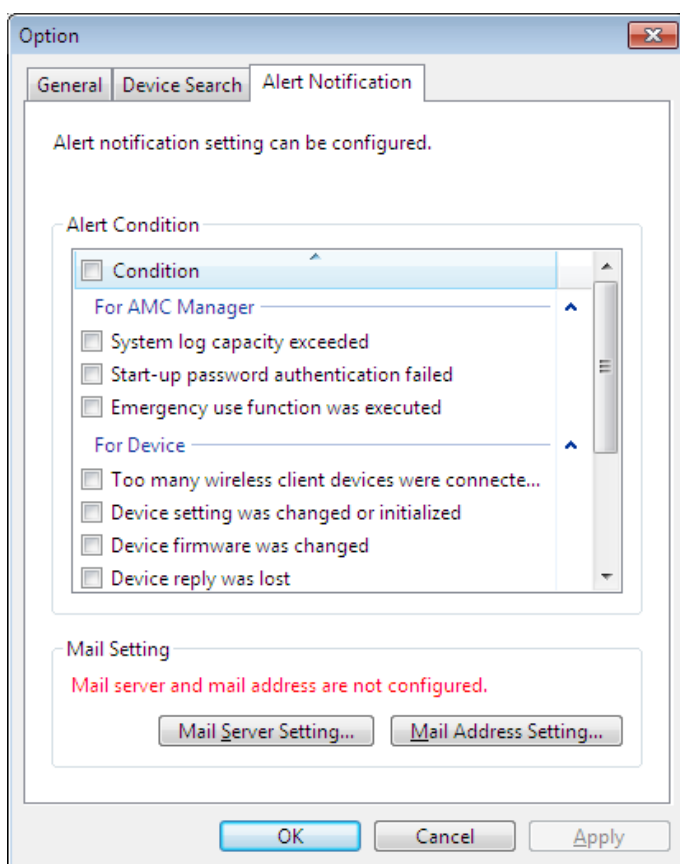 Option
General
Device Search
Alert Notification
Alert notification setting can be configured.
Alert Condition
Condition
For AMC Manager
System log capacity exceeded
Start-up password authentication failed
Emergency use function was executed
For Device
Too many wireless client devices were connecte...
Device setting was changed or initialized
Device firmware was changed
Device reply was lost
Mail Setting
Mail server and mail address are not configured.
Mail Server Setting...
Mail Address Setting...
OK
Cancel
Apply